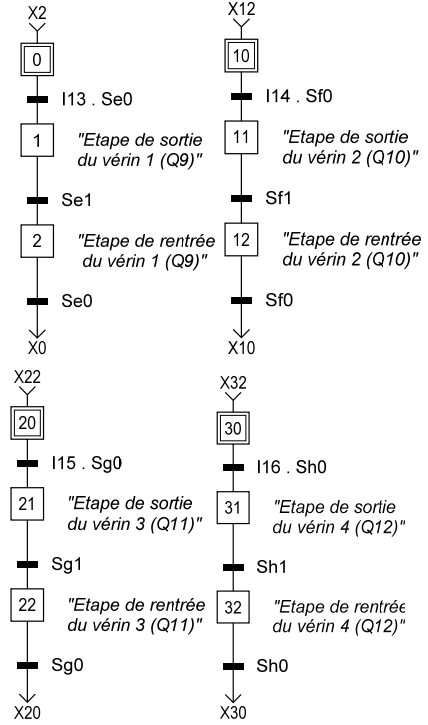 X2
0
I13 . Se0
1
"Etape de sortie
du vérin 1 (Q9)"
Se1
2
"Etape de rentrée
du vérin 1 (Q9)"
Se0
X0
X12
10
I14 . Sf0
11
"Etape de sortie
du vérin 2 (Q10)"
Sf1
12
"Etape de rentrée
du vérin 2 (Q10)"
Sf0
X10
X22
20
I15 . Sg0
21
"Etape de sortie
du vérin 3 (Q11)"
Sg1
22
"Etape de rentrée
du vérin 3 (Q11)"
Sg0
X20
X32
30
I16 . Sh0
31
"Etape de sortie
du vérin 4 (Q12)"
Sh1
32
"Etape de rentrée
du vérin 4 (Q12)"
Sh0
X30